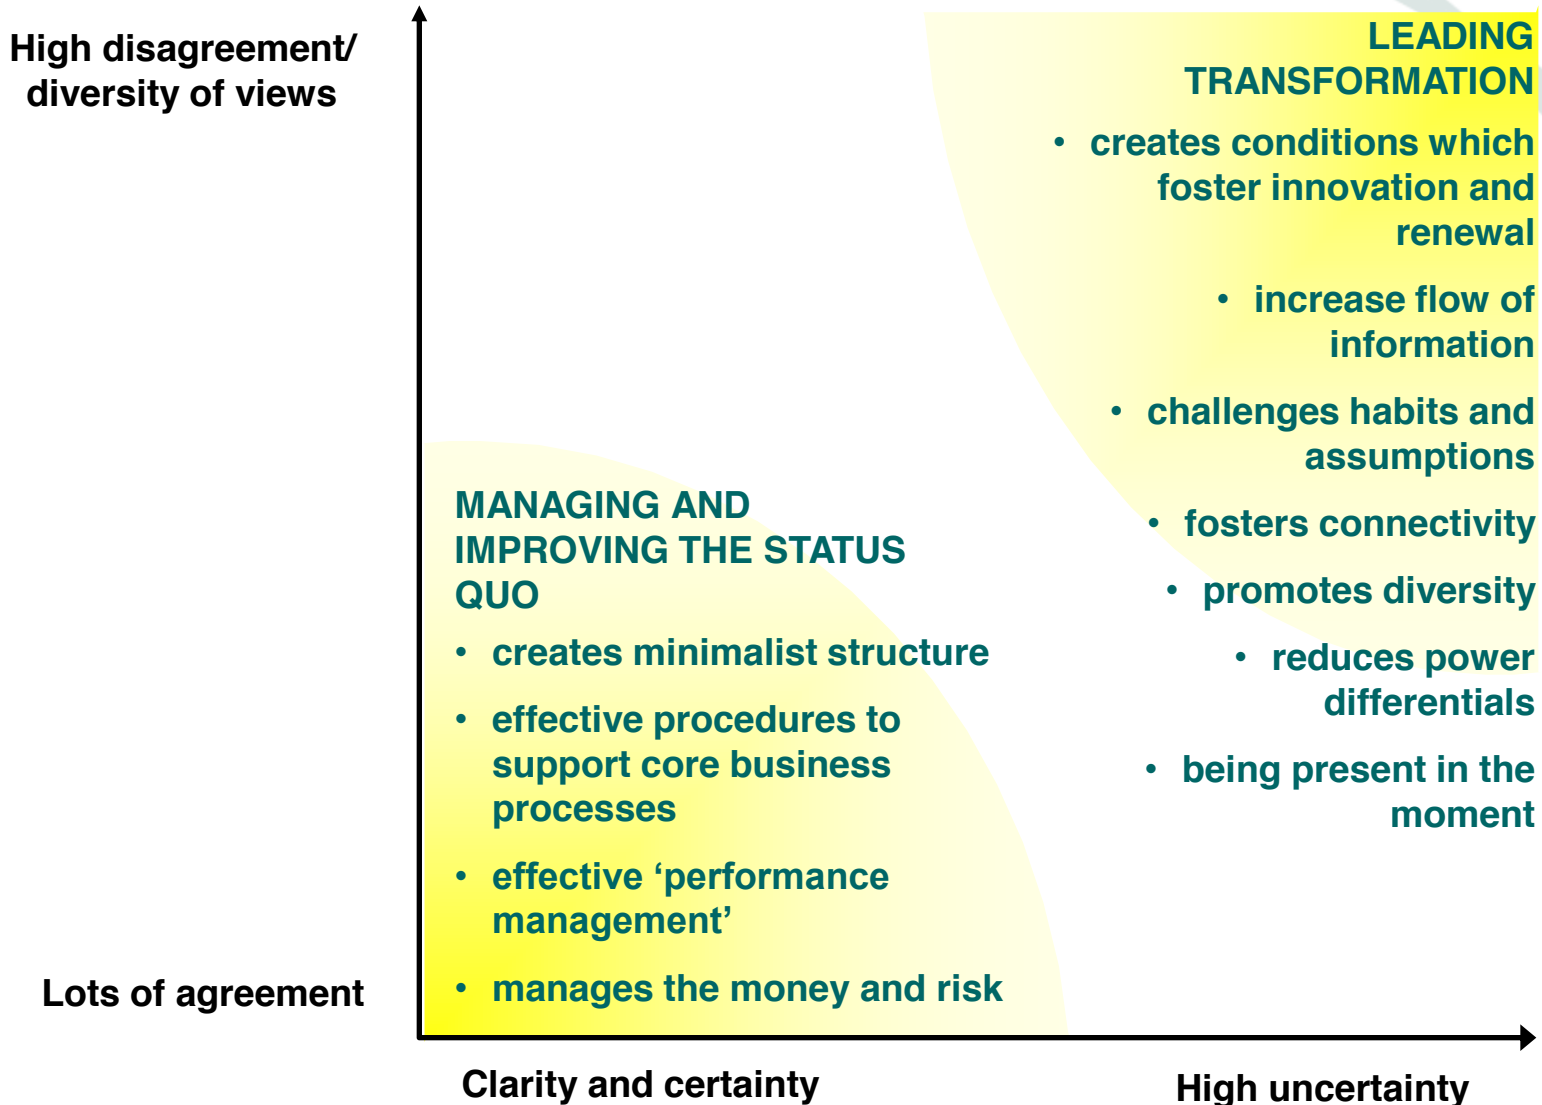 High disagreement/
diversity of views
LEADING
TRANSFORMATION
• creates conditions which
foster innovation and
renewal
• increase flow of
information
• challenges habits and
assumptions
• fosters connectivity
• promotes diversity
• reduces power
differentials
• being present in the
moment
MANAGING AND
IMPROVING THE STATUS
QUO
• creates minimalist structure
• effective procedures to
support core business
processes
• effective ‘performance
management’
• manages the money and risk
Lots of agreement
Clarity and certainty
High uncertainty